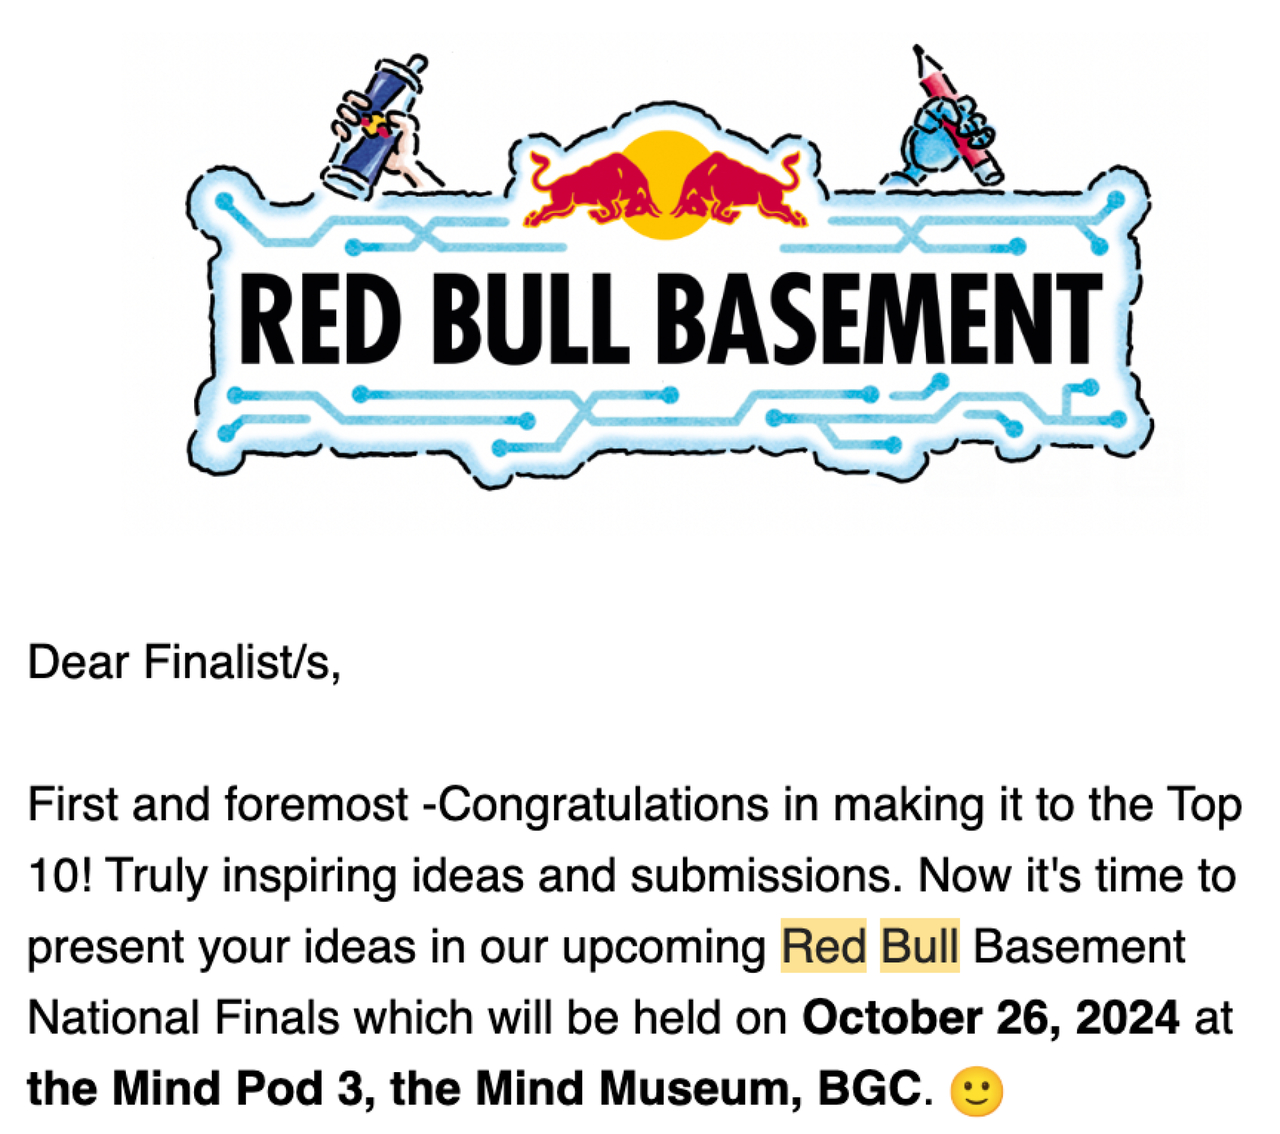 RED BULL BASEMENT
Dear Finalist/s,
First and foremost -Congratulations in making it to the Top
10! Truly inspiring ideas and submissions. Now it's time to
present your ideas in our upcoming Red Bull Basement
National Finals which will be held on October 26, 2024 at
the Mind Pod 3, the Mind Museum, BGC. 🙂